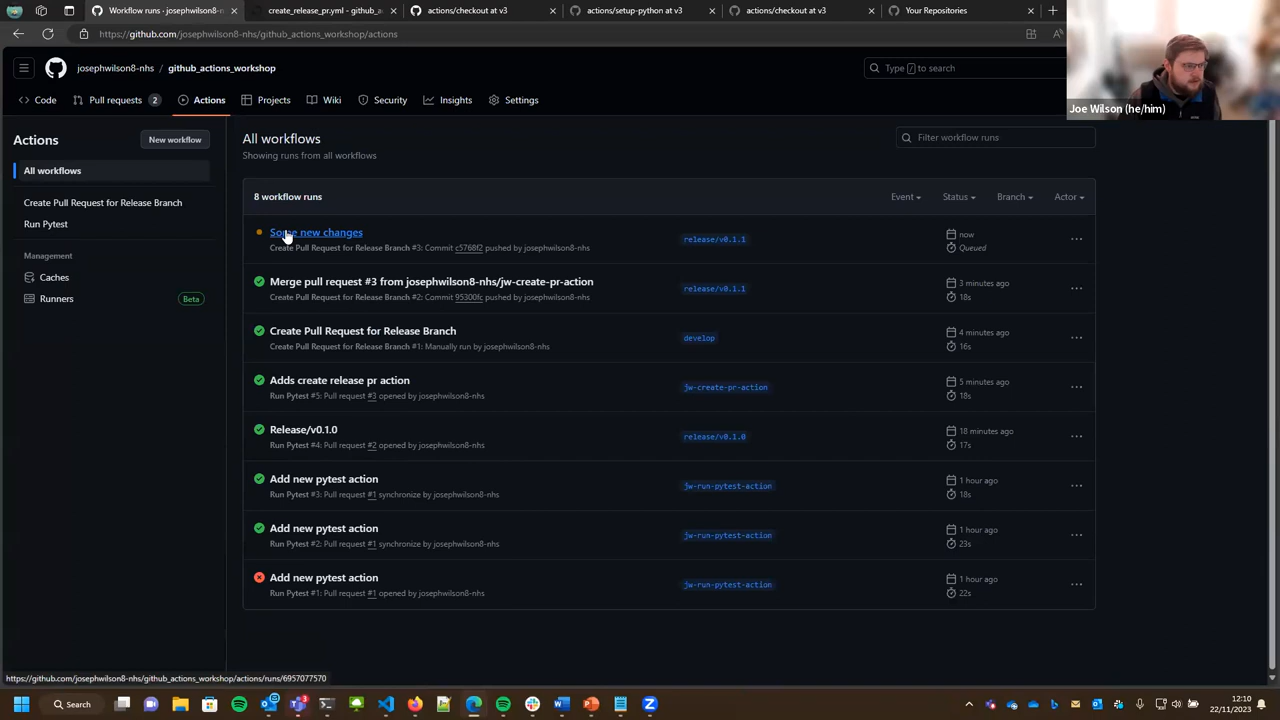 Workflow runs · josephwilson8-n
create_release_pr.yml · github_ac
actions/checkout at v3
actions/setup-python at v3
actions/checkout at v3
Your Repositories
https://github.com/josephwilson8-nhs/github_actions_workshop/actions
josephwilson8-nhs / github_actions_workshop
Type / to search
Code
Pull requests 2
Actions
Projects
Wiki
Security
Insights
Settings
Joe Wilson (he/him)
Actions
New workflow
All workflows
Create Pull Request for Release Branch
Run Pytest
Management
Caches
Runners Beta
All workflows
Showing runs from all workflows
Filter workflow runs
8 workflow runs
Event
Status
Branch
Actor
Some new changes
Create Pull Request for Release Branch #3: Commit c5768f2 pushed by josephwilson8-nhs
release/v0.1.1
now
Queued
Merge pull request #3 from josephwilson8-nhs/jw-create-pr-action
Create Pull Request for Release Branch #2: Commit 95300fc pushed by josephwilson8-nhs
release/v0.1.1
3 minutes ago
18s
Create Pull Request for Release Branch
Create Pull Request for Release Branch #1: Manually run by josephwilson8-nhs
develop
4 minutes ago
16s
Adds create release pr action
Run Pytest #5: Pull request #3 opened by josephwilson8-nhs
jw-create-pr-action
5 minutes ago
18s
Release/v0.1.0
Run Pytest #4: Pull request #2 opened by josephwilson8-nhs
release/v0.1.0
18 minutes ago
17s
Add new pytest action
Run Pytest #3: Pull request #1 synchronize by josephwilson8-nhs
jw-run-pytest-action
1 hour ago
18s
Add new pytest action
Run Pytest #2: Pull request #1 synchronize by josephwilson8-nhs
jw-run-pytest-action
1 hour ago
23s
Add new pytest action
Run Pytest #1: Pull request #1 opened by josephwilson8-nhs
jw-run-pytest-action
1 hour ago
22s
https://github.com/josephwilson8-nhs/github_actions_workshop/actions/runs/6957077570
Search
12:10
22/11/2023